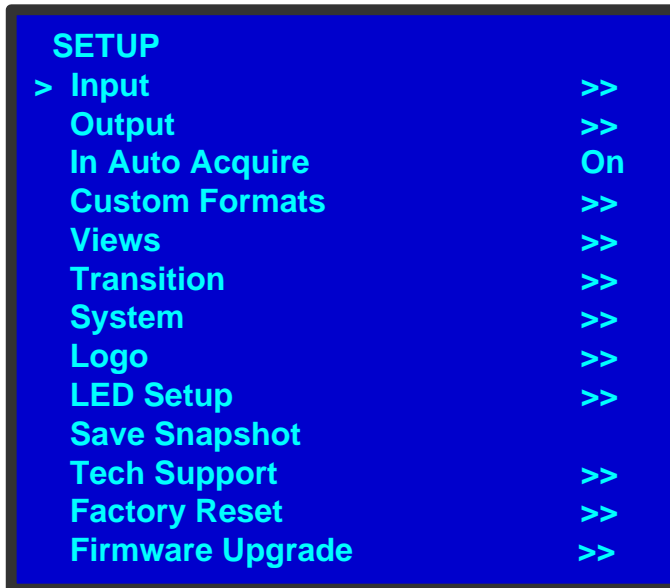 SETUP
> Input >>
Output >>
In Auto Acquire On
Custom Formats >>
Views >>
Transition >>
System >>
Logo >>
LED Setup >>
Save Snapshot
Tech Support >>
Factory Reset >>
Firmware Upgrade >>